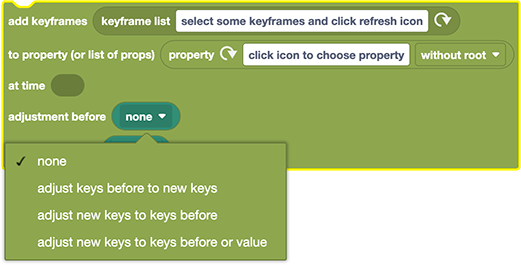 add keyframes keyframe list select some keyframes and click refresh icon
to property (or list of props) property click icon to choose property without root
at time
adjustment before none
none
adjust keys before to new keys
adjust new keys to keys before
adjust new keys to keys before or value